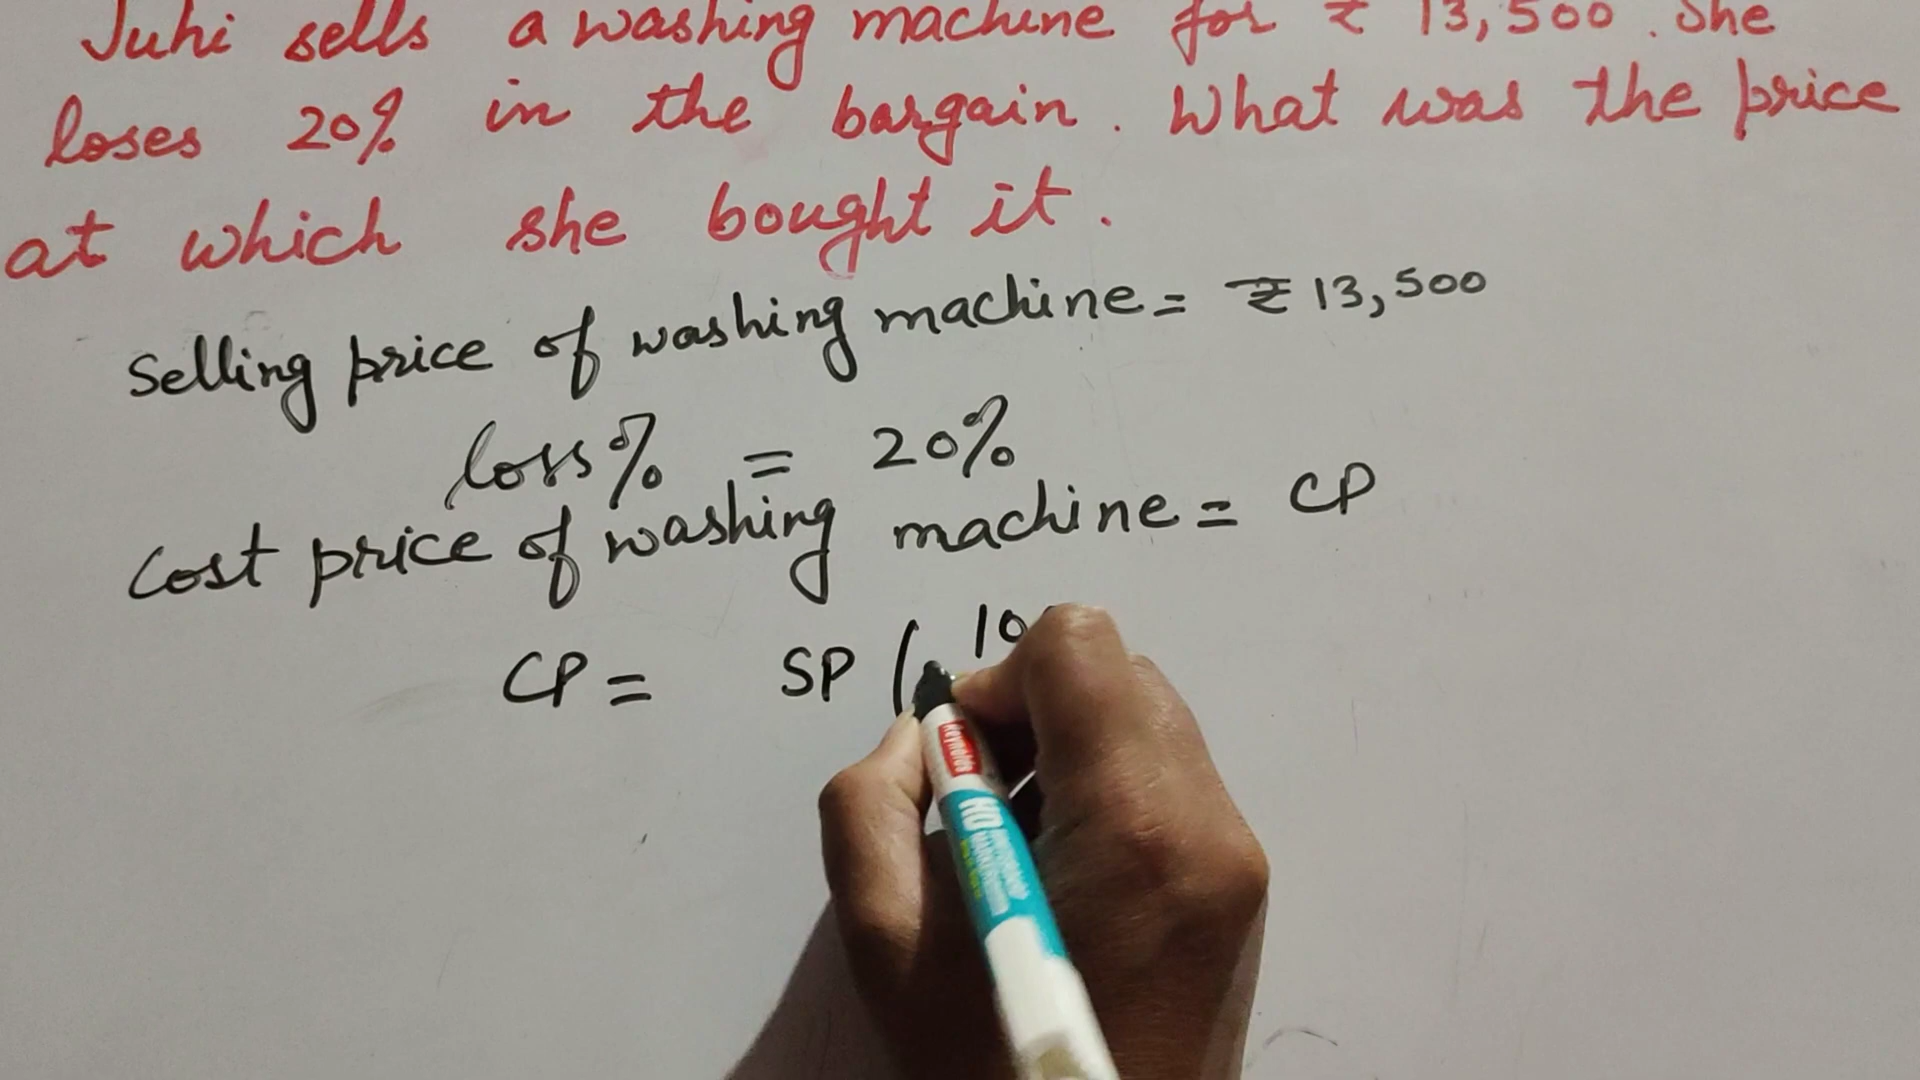 Juhi sells a washing machine for ₹ 13,500. She
loses 20% in the bargain. What was the price
at which she bought it.
Selling price of washing machine = ₹ 13,500
loss% = 20%
Cost price of washing machine = CP
CP = SP ( 10
Reynolds